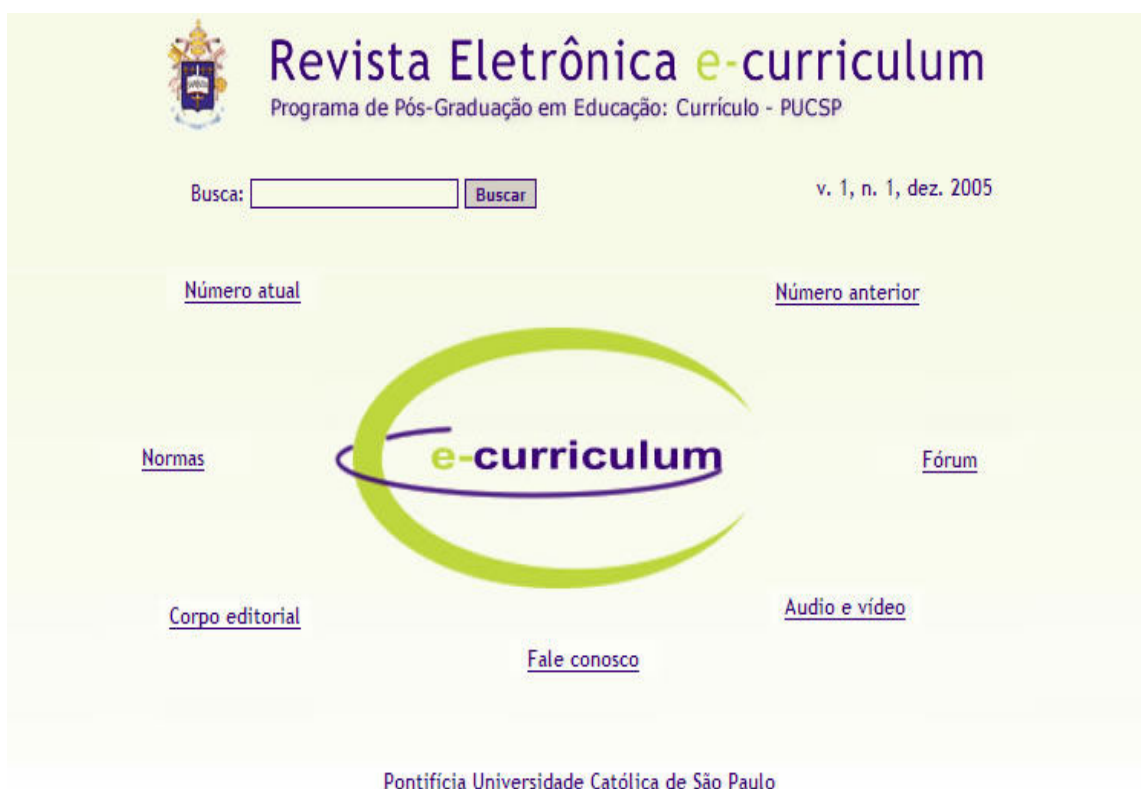 Revista Eletrônica e-curriculum
Programa de Pós-Graduação em Educação: Currículo - PUCSP
Busca: Buscar
v. 1, n. 1, dez. 2005
Número atual
Número anterior
e-curriculum
Normas
Fórum
Corpo editorial
Audio e vídeo
Fale conosco
Pontifícia Universidade Católica de São Paulo